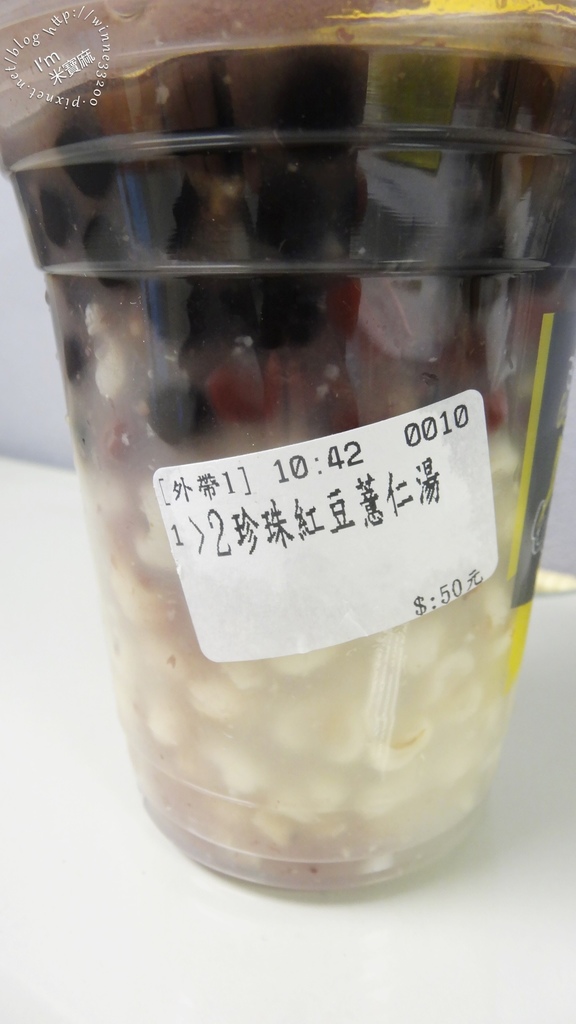 http://winne33200.pixnet.net/blog
I'm
米寶麻
[外帶1] 10:42 0010
1>2珍珠紅豆薏仁湯
$:50元